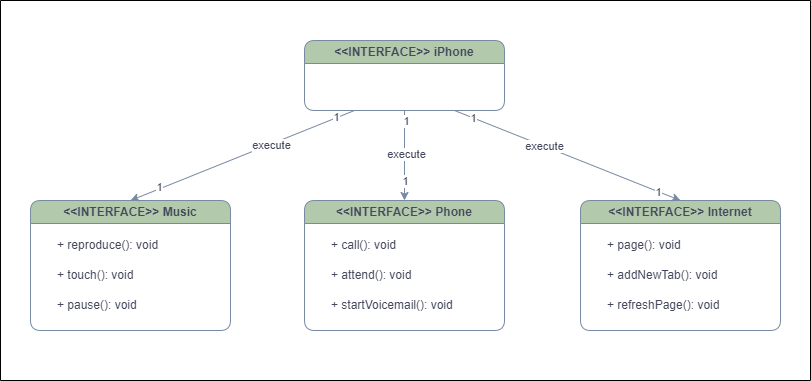 <<INTERFACE>> iPhone
1 1 1
execute execute execute
1 1 1
<<INTERFACE>> Music
+ reproduce(): void
+ touch(): void
+ pause(): void
<<INTERFACE>> Phone
+ call(): void
+ attend(): void
+ startVoicemail(): void
<<INTERFACE>> Internet
+ page(): void
+ addNewTab(): void
+ refreshPage(): void